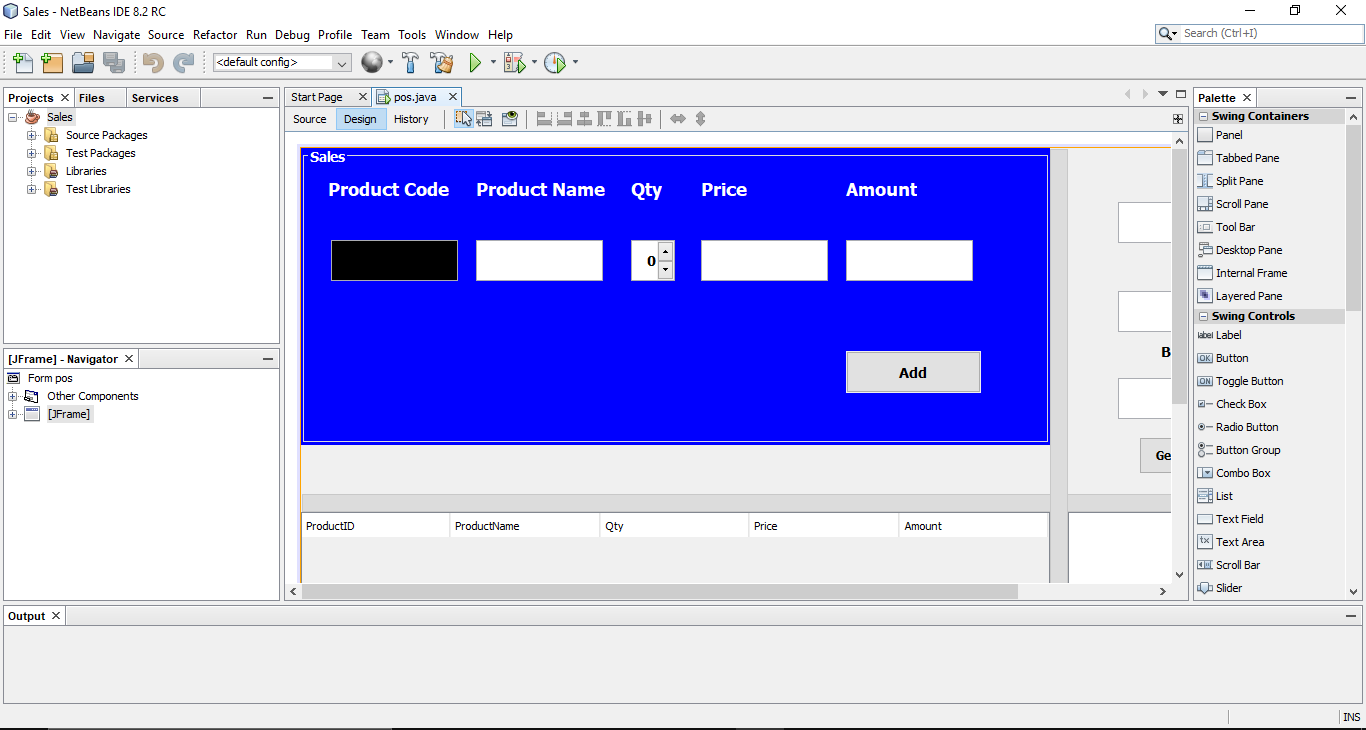 Sales - NetBeans IDE 8.2 RC
File Edit View Navigate Source Refactor Run Debug Profile Team Tools Window Help
Search (Ctrl+I)
<default config>
Projects Files Services
Sales
Source Packages
Test Packages
Libraries
Test Libraries
[JFrame] - Navigator
Form pos
Other Components
[JFrame]
Start Page pos.java
Source Design History
Sales
Product Code Product Name Qty Price Amount
0
B
Add
Ge
ProductID ProductName Qty Price Amount
Palette
Swing Containers
Panel
Tabbed Pane
Split Pane
Scroll Pane
Tool Bar
Desktop Pane
Internal Frame
Layered Pane
Swing Controls
label Label
OK Button
ON Toggle Button
Check Box
Radio Button
Button Group
Combo Box
List
Text Field
tx Text Area
Scroll Bar
Slider
Output
INS